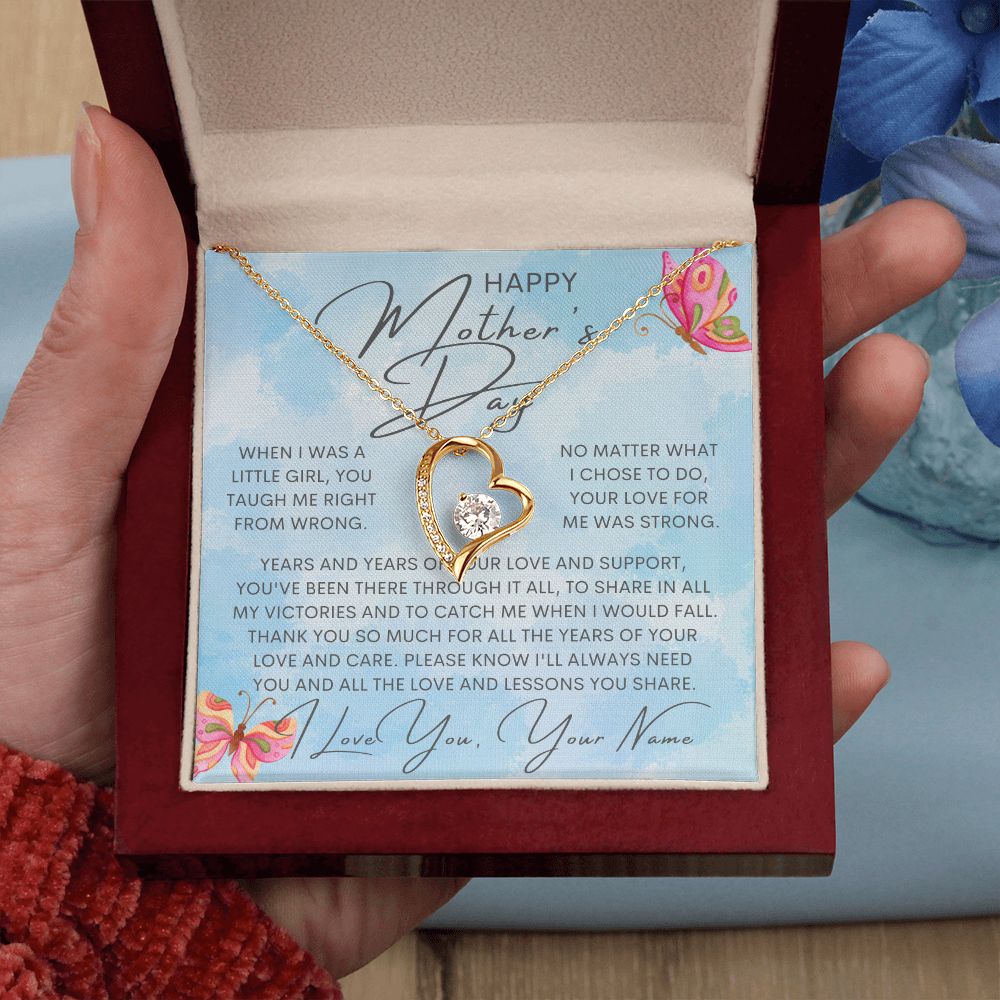 HAPPY
Mother's
Day
WHEN I WAS A
LITTLE GIRL, YOU
TAUGH ME RIGHT
FROM WRONG.
NO MATTER WHAT
I CHOSE TO DO,
YOUR LOVE FOR
ME WAS STRONG.
YEARS AND YEARS OF YOUR LOVE AND SUPPORT,
YOU'VE BEEN THERE THROUGH IT ALL, TO SHARE IN ALL
MY VICTORIES AND TO CATCH ME WHEN I WOULD FALL.
THANK YOU SO MUCH FOR ALL THE YEARS OF YOUR
LOVE AND CARE. PLEASE KNOW I'LL ALWAYS NEED
YOU AND ALL THE LOVE AND LESSONS YOU SHARE.
I Love You, Your Name